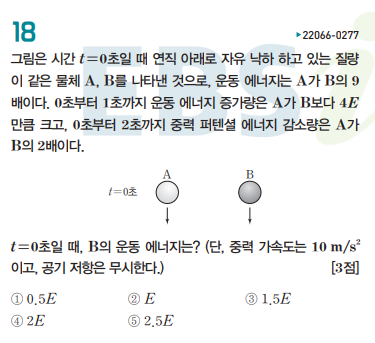 18
▶22066-0277
그림은 시간 t=0초일 때 연직 아래로 자유 낙하 하고 있는 질량
이 같은 물체 A, B를 나타낸 것으로, 운동 에너지는 A가 B의 9
배이다. 0초부터 1초까지 운동 에너지 증가량은 A가 B보다 4E
만큼 크고, 0초부터 2초까지 중력 퍼텐셜 에너지 감소량은 A가
B의 2배이다.
A B
t=0초
t=0초일 때, B의 운동 에너지는? (단, 중력 가속도는 10 m/s²
이고, 공기 저항은 무시한다.) [3점]
① 0.5E ② E ③ 1.5E
④ 2E ⑤ 2.5E
EBSi